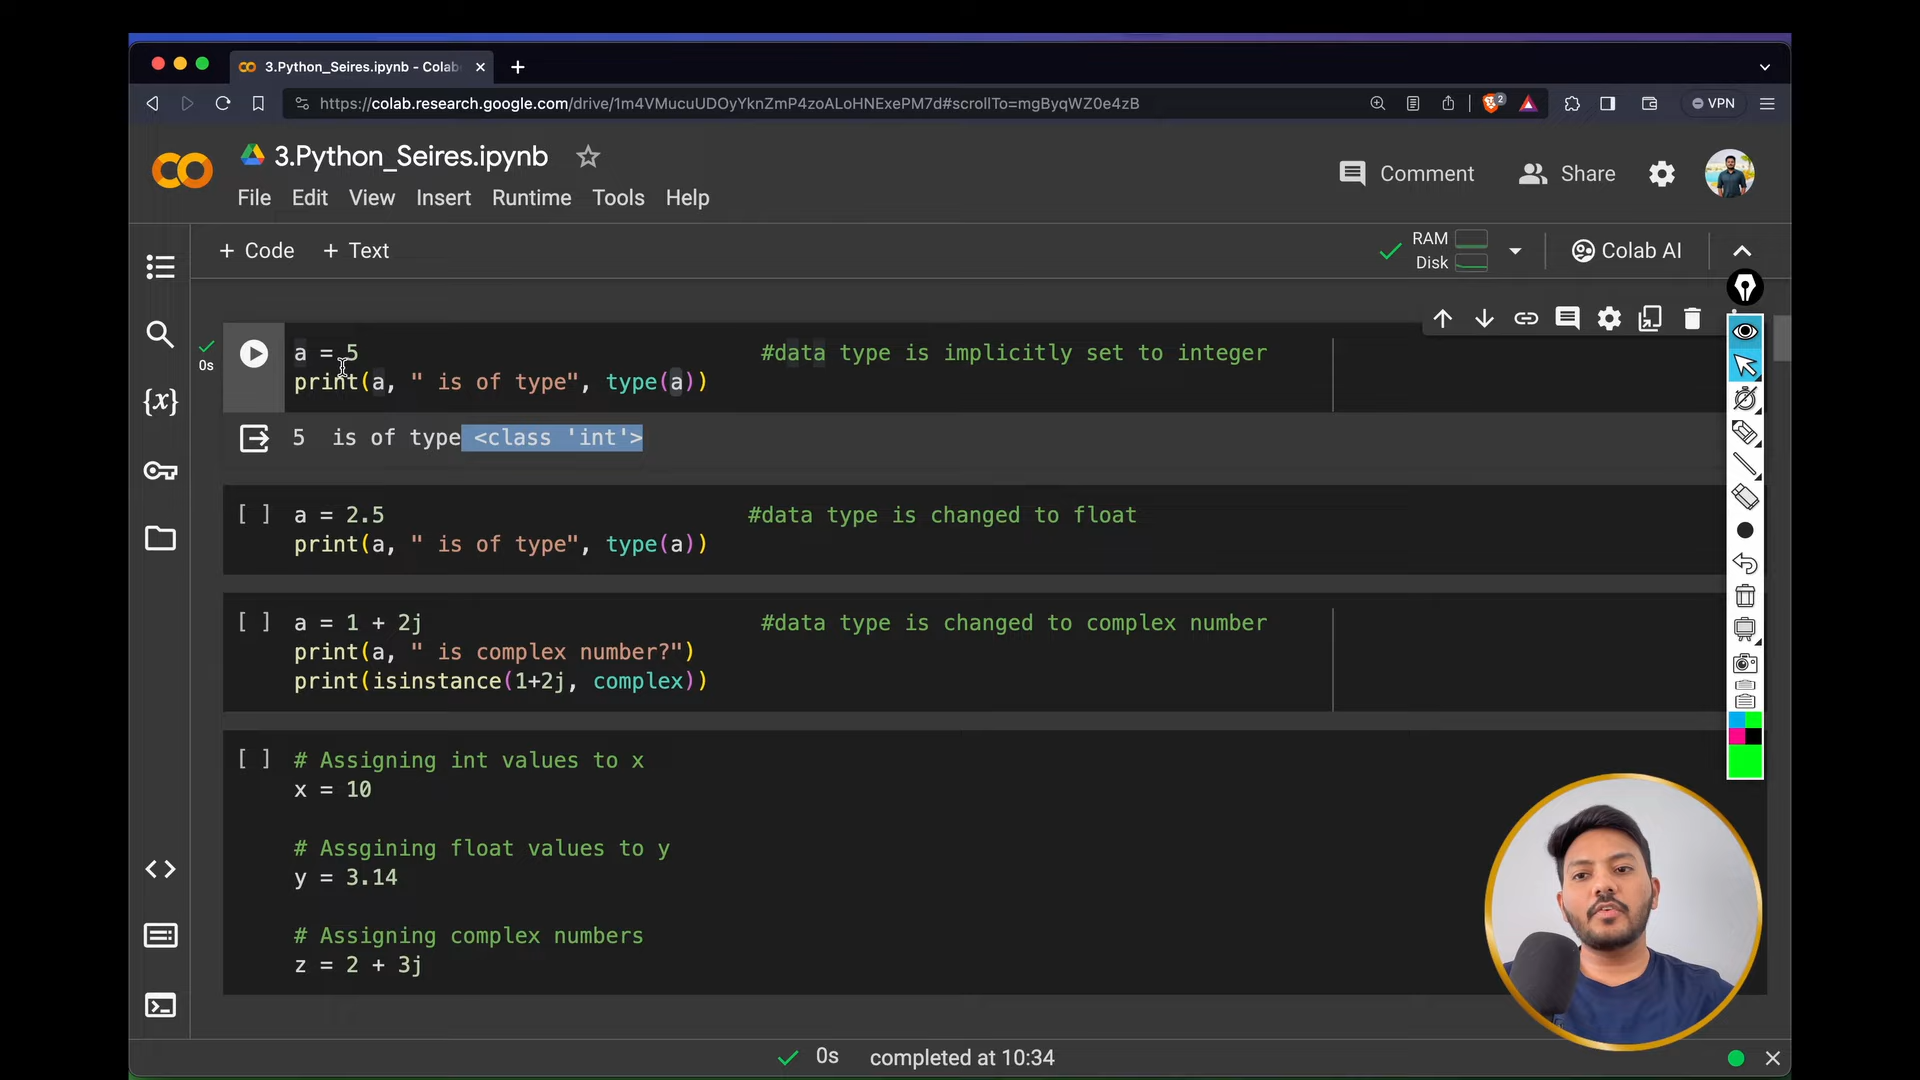 3.Python_Seires.ipynb - Colab
https://colab.research.google.com/drive/1m4VMucuUDOyYknZmP4zoALoHNExePM7d#scrollTo=mgByqWZ0e4zB
2
VPN
3.Python_Seires.ipynb
Comment
Share
File Edit View Insert Runtime Tools Help
+ Code + Text
RAM
Disk
Colab AI
0s
a = 5 #data type is implicitly set to integer
print(a, " is of type", type(a))
5  is of type <class 'int'>
[ ] a = 2.5 #data type is changed to float
print(a, " is of type", type(a))
[ ] a = 1 + 2j #data type is changed to complex number
print(a, " is complex number?")
print(isinstance(1+2j, complex))
[ ] # Assigning int values to x
x = 10
# Assgining float values to y
y = 3.14
# Assigning complex numbers
z = 2 + 3j
{x}
0s completed at 10:34